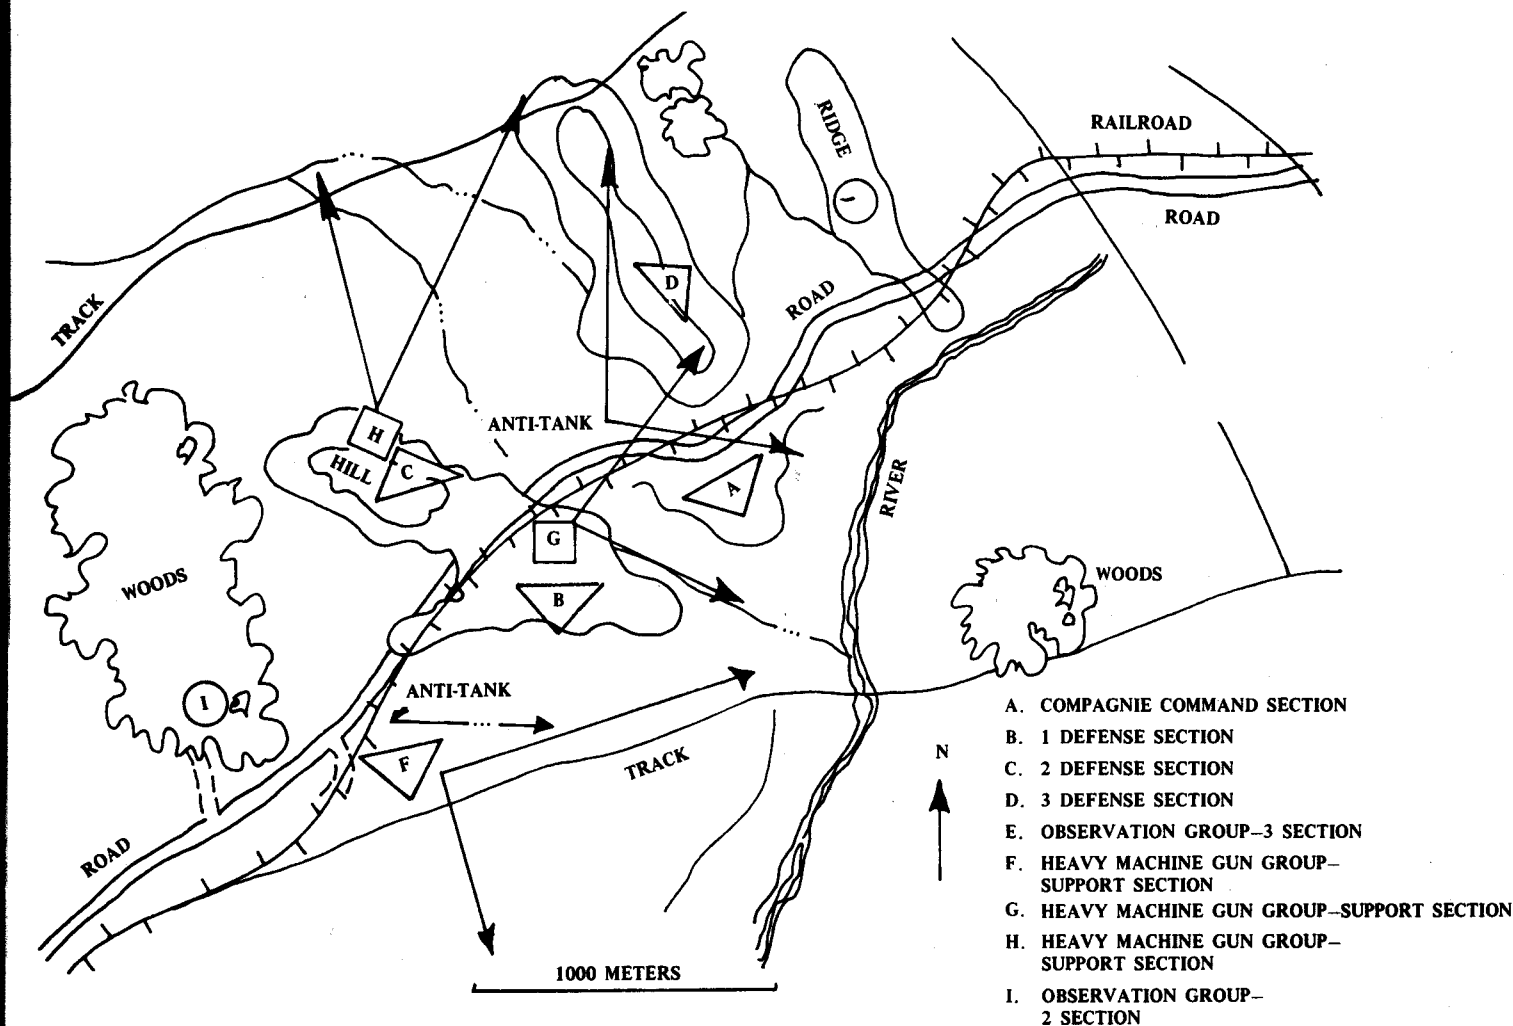 RAILROAD
RIDGE
ROAD
TRACK
D
ROAD
ANTI-TANK
H
HILL
C
A
RIVER
G
WOODS
B
WOODS
I
ANTI-TANK
F
TRACK
ROAD
N
1000 METERS
A. COMPAGNIE COMMAND SECTION
B. 1 DEFENSE SECTION
C. 2 DEFENSE SECTION
D. 3 DEFENSE SECTION
E. OBSERVATION GROUP–3 SECTION
F. HEAVY MACHINE GUN GROUP–
SUPPORT SECTION
G. HEAVY MACHINE GUN GROUP–SUPPORT SECTION
H. HEAVY MACHINE GUN GROUP–
SUPPORT SECTION
I. OBSERVATION GROUP–
2 SECTION